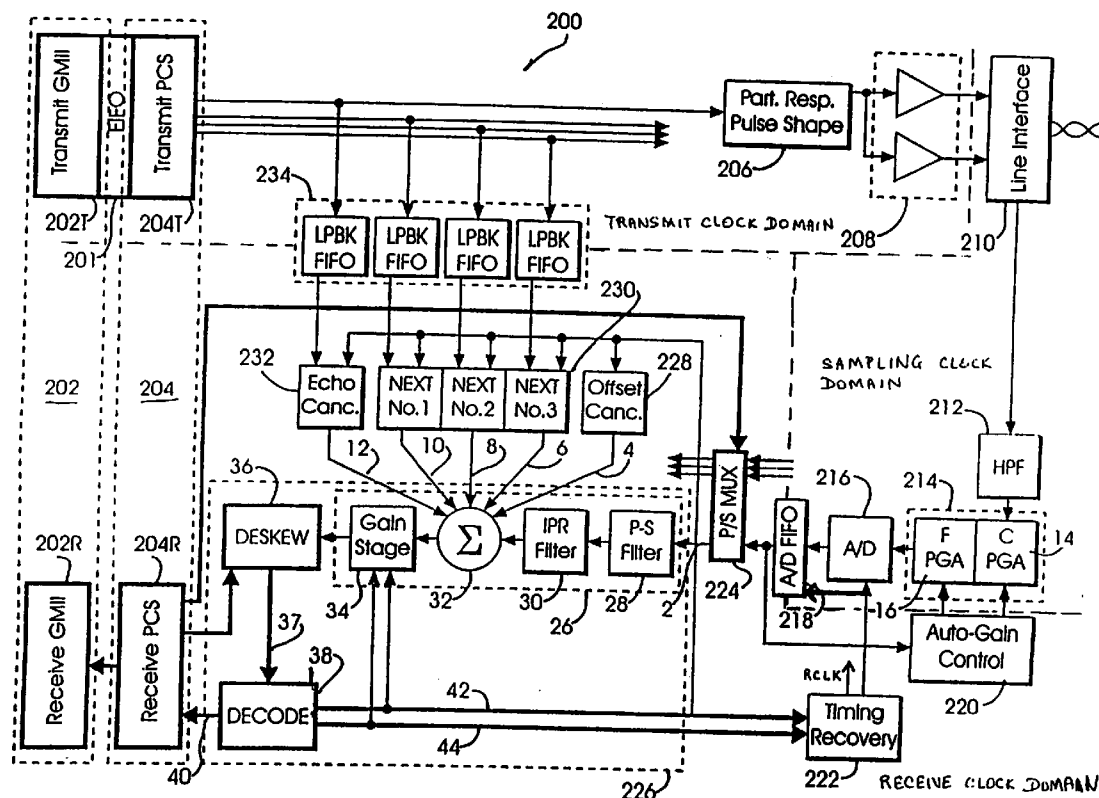 200
Transmit GMII
FIFO
Transmit PCS
Part. Resp.
Pulse Shape
206
Line Interface
210
208
202T
204T
201
234
LPBK
FIFO
LPBK
FIFO
LPBK
FIFO
LPBK
FIFO
TRANSMIT CLOCK DOMAIN
230
232
228
202
204
Echo
Canc.
NEXT
No.1
NEXT
No.2
NEXT
No.3
Offset
Canc.
SAMPLING CLOCK
DOMAIN
212
HPF
12
10
8
6
4
36
DESKEW
Gain
Stage
Σ
IPR
Filter
P-S
Filter
P/S MUX
A/D FIFO
216
A/D
214
F
PGA
C
PGA
14
202R
204R
34
32
30
28
26
2
224
218
16
Auto-Gain
Control
220
37
38
Receive GMII
Receive PCS
DECODE
42
44
RCLK
Timing
Recovery
222
40
226
RECEIVE CLOCK DOMAIN